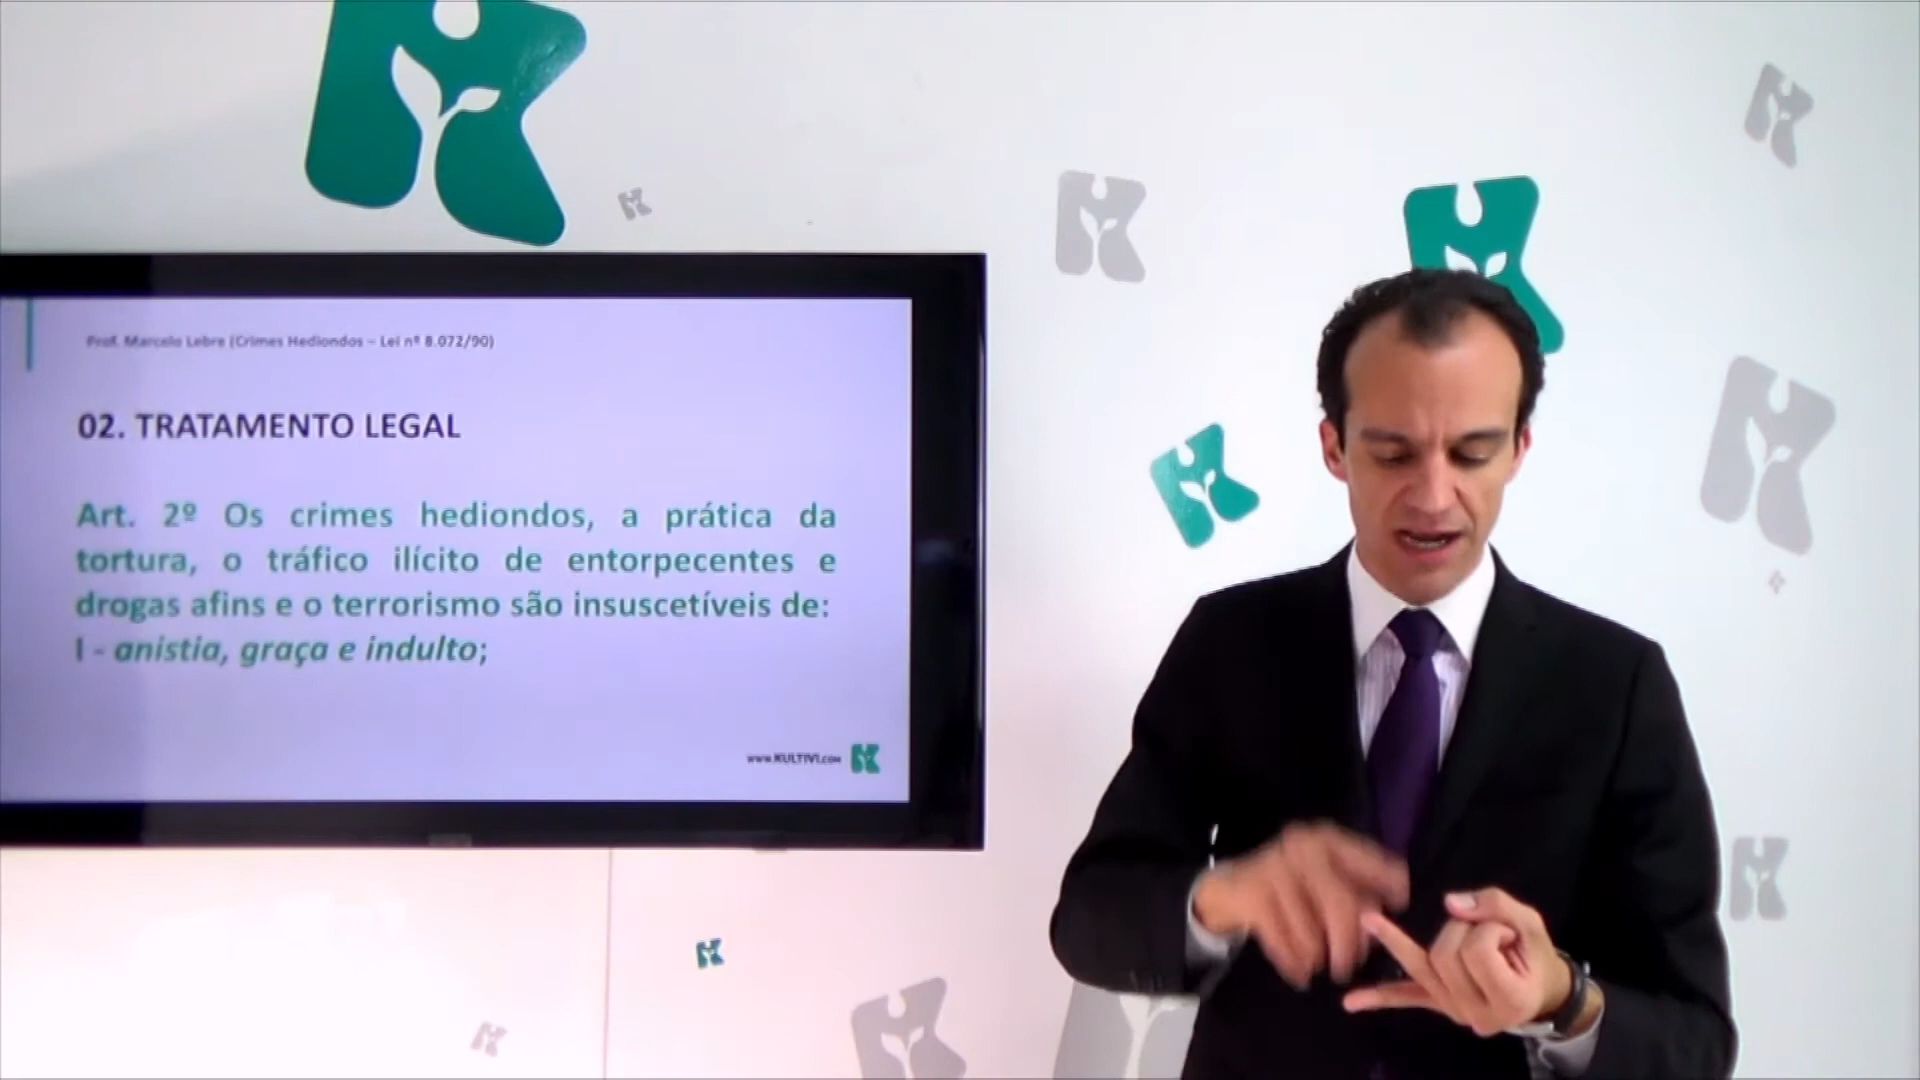 Prof. Marcelo Lebre (Crimes Hediondos – Lei nº 8.072/90)
02. TRATAMENTO LEGAL
Art. 2º Os crimes hediondos, a prática da
tortura, o tráfico ilícito de entorpecentes e
drogas afins e o terrorismo são insuscetíveis de:
I - anistia, graça e indulto;
www.KULTIVI.com